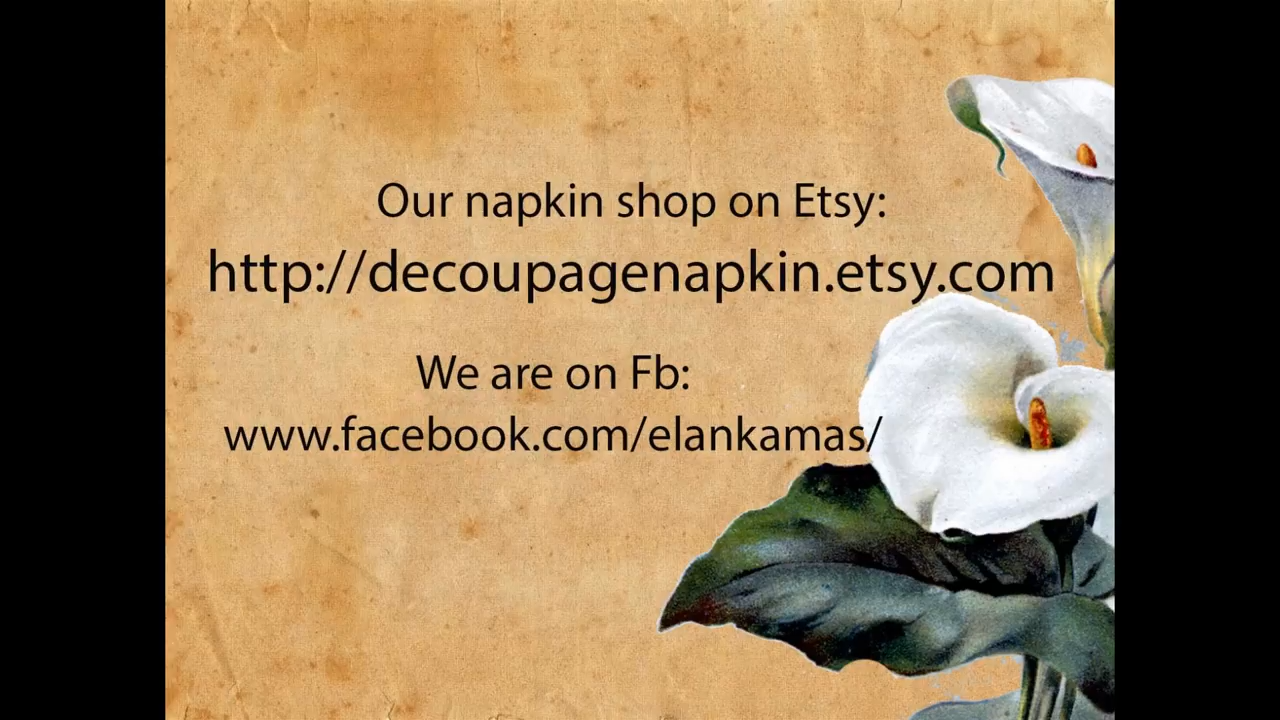 Our napkin shop on Etsy:
http://decoupagenapkin.etsy.com
We are on Fb:
www.facebook.com/elankamas/